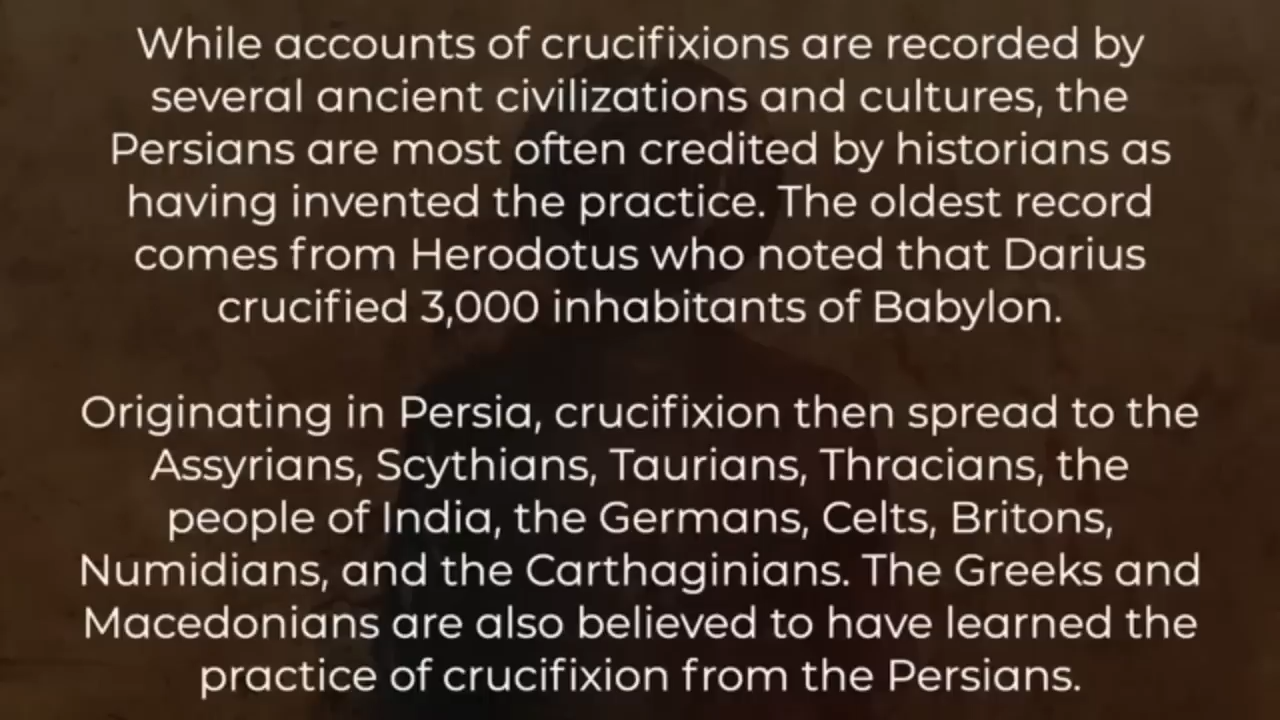 While accounts of crucifixions are recorded by
several ancient civilizations and cultures, the
Persians are most often credited by historians as
having invented the practice. The oldest record
comes from Herodotus who noted that Darius
crucified 3,000 inhabitants of Babylon.
Originating in Persia, crucifixion then spread to the
Assyrians, Scythians, Taurians, Thracians, the
people of India, the Germans, Celts, Britons,
Numidians, and the Carthaginians. The Greeks and
Macedonians are also believed to have learned the
practice of crucifixion from the Persians.